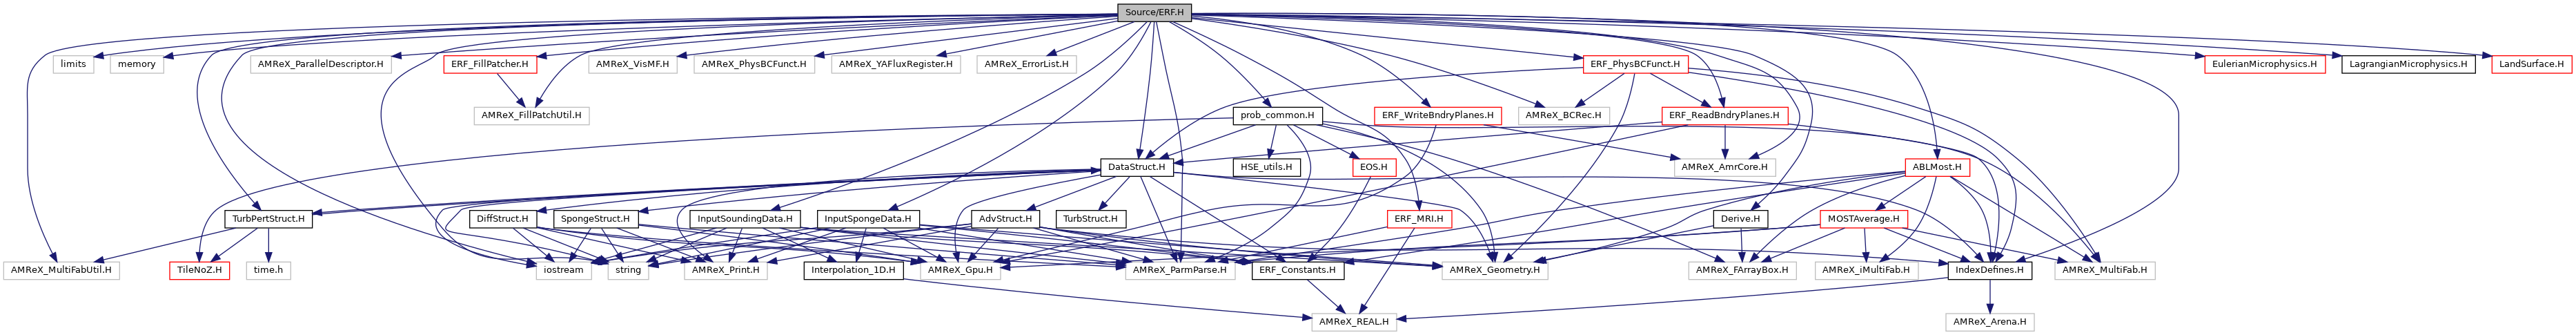 Source/ERF.H
limits
memory
AMReX_ParallelDescriptor.H
ERF_FillPatcher.H
AMReX_VisMF.H
AMReX_PhysBCFunct.H
AMReX_YAFluxRegister.H
AMReX_ErrorList.H
ERF_PhysBCFunct.H
EulerianMicrophysics.H
LagrangianMicrophysics.H
LandSurface.H
AMReX_FillPatchUtil.H
prob_common.H
ERF_WriteBndryPlanes.H
AMReX_BCRec.H
ERF_ReadBndryPlanes.H
DataStruct.H
HSE_utils.H
EOS.H
AMReX_AmrCore.H
ABLMost.H
TurbPertStruct.H
DiffStruct.H
SpongeStruct.H
InputSoundingData.H
InputSpongeData.H
AdvStruct.H
TurbStruct.H
ERF_MRI.H
Derive.H
MOSTAverage.H
AMReX_MultiFabUtil.H
TileNoZ.H
time.h
iostream
string
AMReX_Print.H
Interpolation_1D.H
AMReX_Gpu.H
AMReX_ParmParse.H
ERF_Constants.H
AMReX_Geometry.H
AMReX_FArrayBox.H
AMReX_iMultiFab.H
IndexDefines.H
AMReX_MultiFab.H
AMReX_REAL.H
AMReX_Arena.H